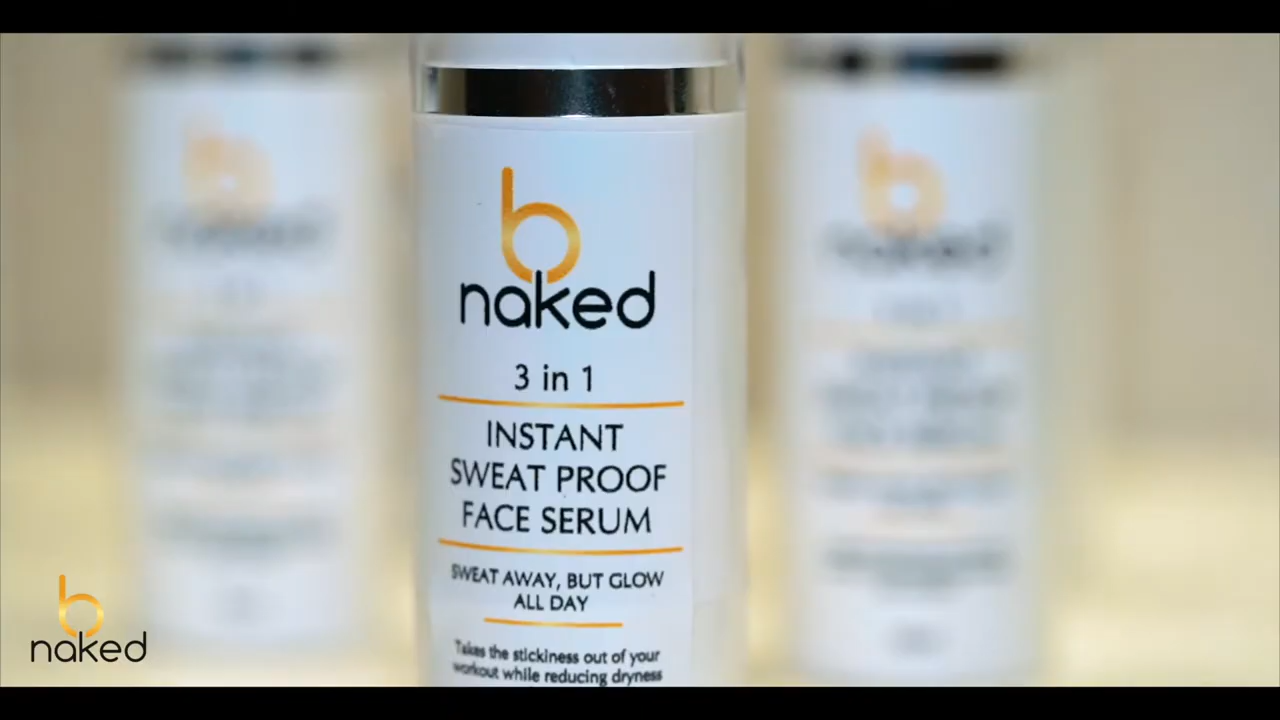 b
naked
3 in 1
INSTANT
SWEAT PROOF
FACE SERUM
SWEAT AWAY, BUT GLOW
ALL DAY
Takes the stickiness out of your
workout while reducing dryness
b
naked